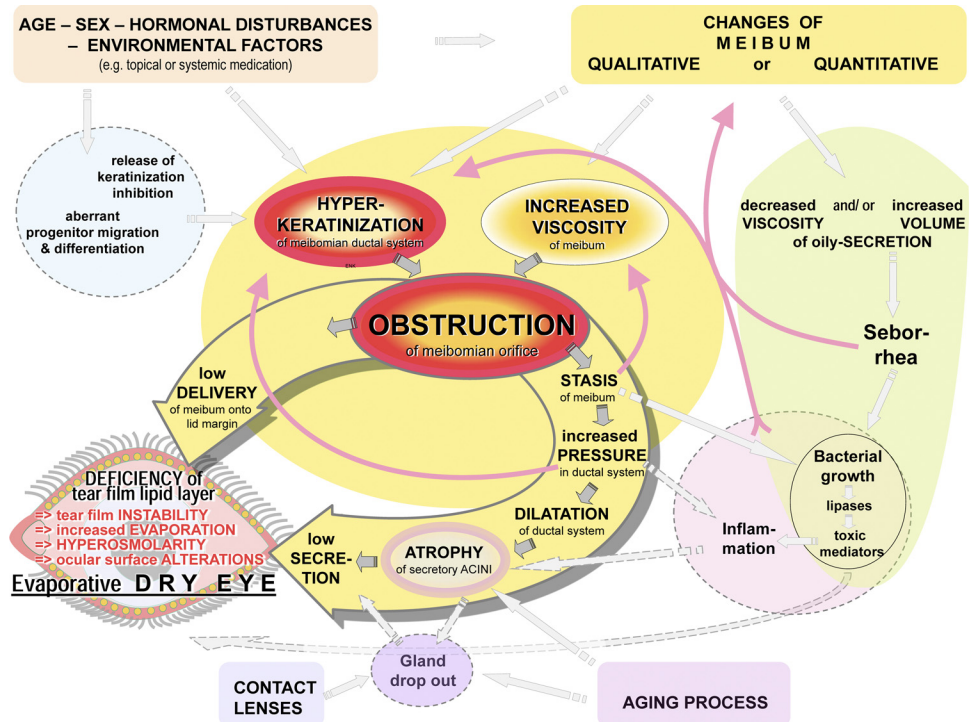 AGE – SEX – HORMONAL DISTURBANCES
– ENVIRONMENTAL FACTORS
(e.g. topical or systemic medication)
CHANGES OF
M E I B U M
QUALITATIVE or QUANTITATIVE
release of
keratinization
inhibition
aberrant
progenitor migration
& differentiation
HYPER-
KERATINIZATION
of meibomian ductal system
INCREASED
VISCOSITY
of meibum
decreased and/ or increased
VISCOSITY VOLUME
of oily-SECRETION
OBSTRUCTION
of meibomian orifice
Sebor-
rhea
low
DELIVERY
of meibum onto
lid margin
STASIS
of meibum
increased
PRESSURE
in ductal system
DILATATION
of ductal system
Bacterial
growth
lipases
toxic
mediators
Inflam-
mation
DEFICIENCY of
tear film lipid layer
=> tear film INSTABILITY
=> increased EVAPORATION
=> HYPEROSMOLARITY
=> ocular surface ALTERATIONS
Evaporative D R Y E Y E
low
SECRE-
TION
ATROPHY
of secretory ACINI
Gland
drop out
CONTACT
LENSES
AGING PROCESS